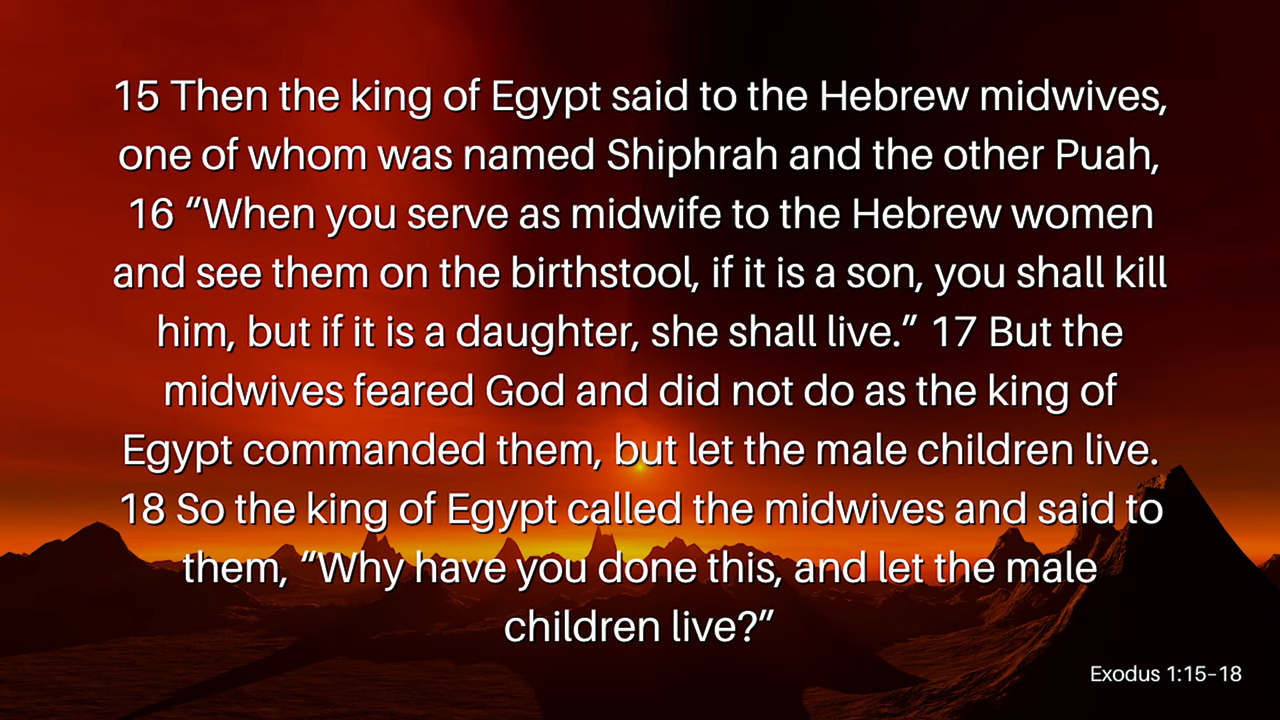 15 Then the king of Egypt said to the Hebrew midwives,
one of whom was named Shiphrah and the other Puah,
16 “When you serve as midwife to the Hebrew women
and see them on the birthstool, if it is a son, you shall kill
him, but if it is a daughter, she shall live.” 17 But the
midwives feared God and did not do as the king of
Egypt commanded them, but let the male children live.
18 So the king of Egypt called the midwives and said to
them, “Why have you done this, and let the male
children live?”
Exodus 1:15–18